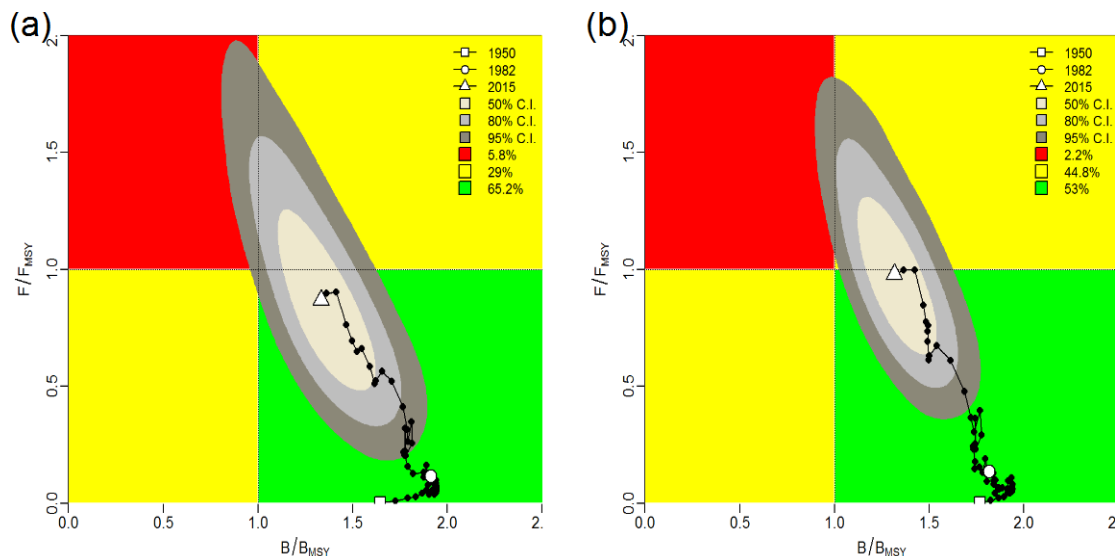 (a)
2.
1.5
1.0
0.5
0.0
F/FMSY
0.0 0.5 1.0 1.5 2.0 2.
B/BMSY
1950
1982
2015
50% C.I.
80% C.I.
95% C.I.
5.8%
29%
65.2%
(b)
2.
1.5
1.0
0.5
0.0
F/FMSY
0.0 0.5 1.0 1.5 2.0 2.
B/BMSY
1950
1982
2015
50% C.I.
80% C.I.
95% C.I.
2.2%
44.8%
53%